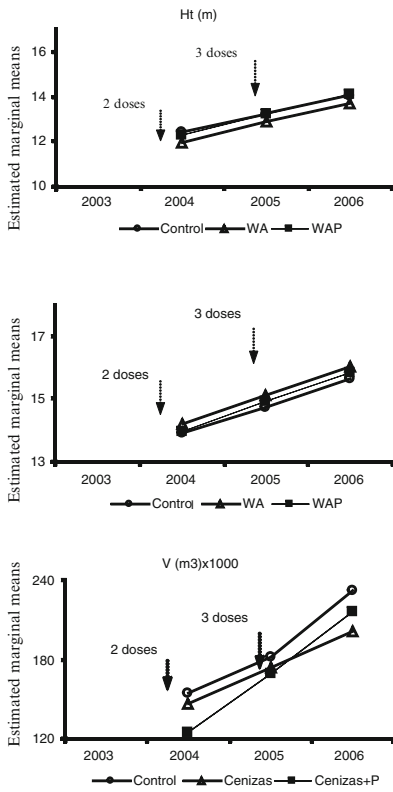 Ht (m)
Estimated marginal means
16
14
12
10
2 doses
3 doses
2003 2004 2005 2006
Control WA WAP
Estimated marginal means
17
15
13
2 doses
3 doses
2003 2004 2005 2006
Control WA WAP
V (m3)x1000
Estimated marginal means
240
180
120
2 doses
3 doses
2003 2004 2005 2006
Control Cenizas Cenizas+P